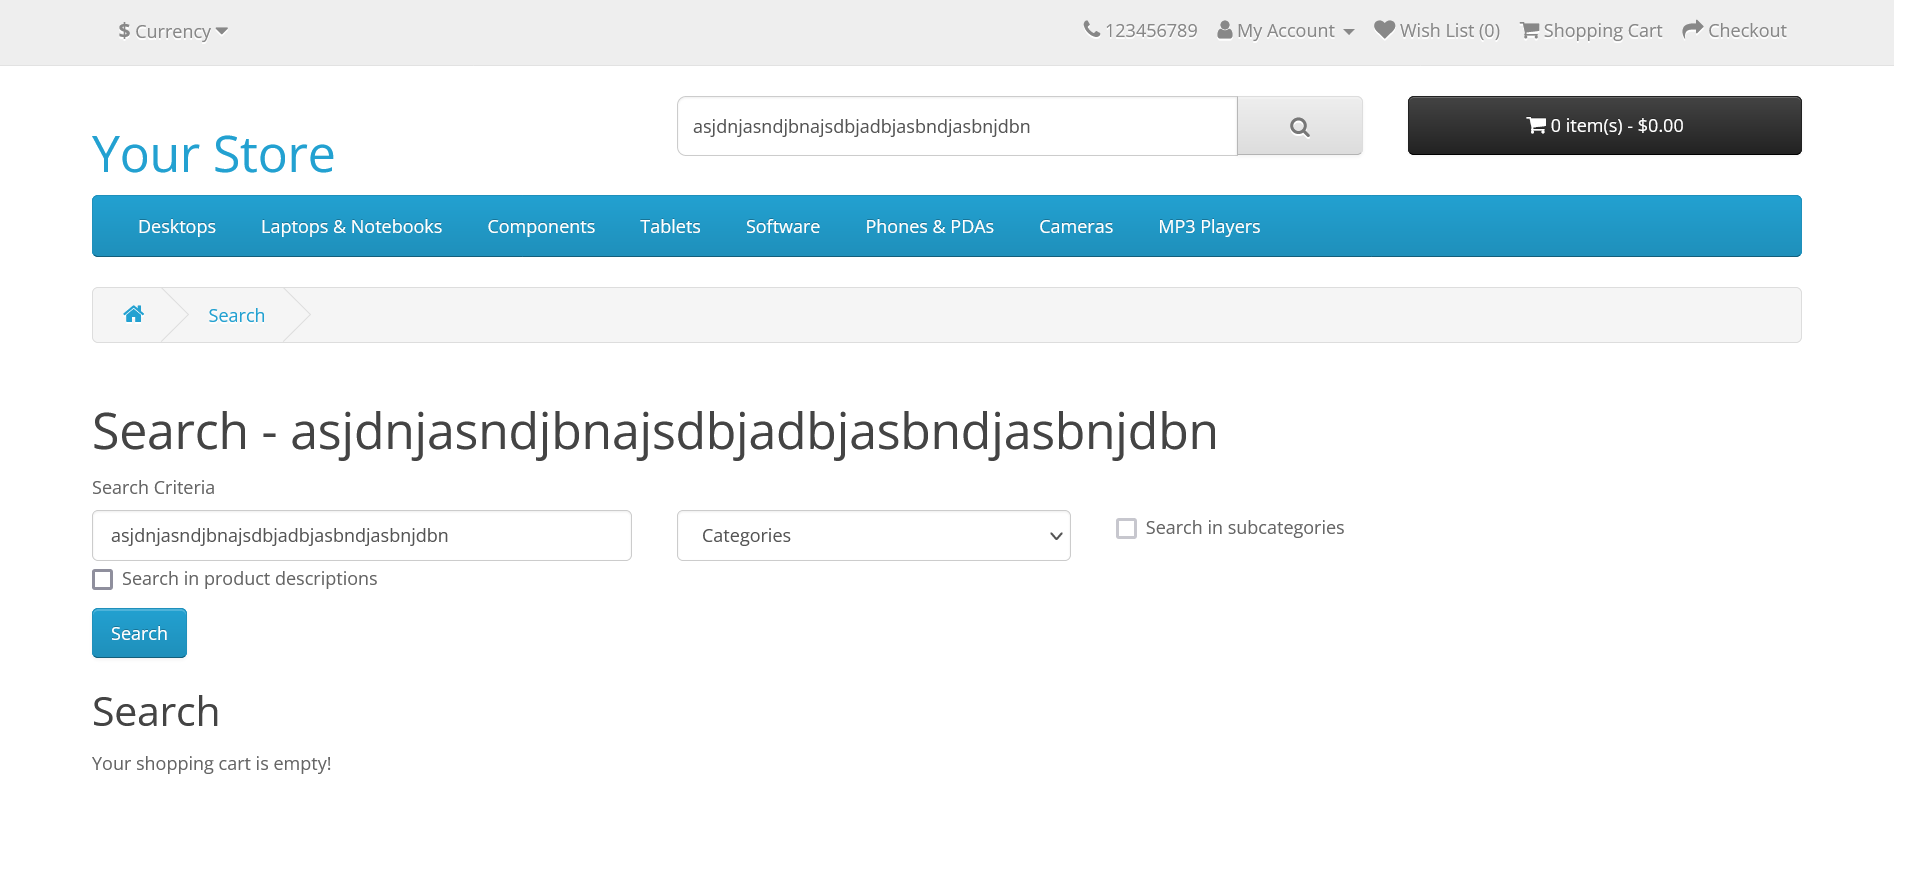 $ Currency
123456789 My Account Wish List (0) Shopping Cart Checkout
asjdnjasndjbnajsdbjadbjasbndjasbnjdbn
0 item(s) - $0.00
Your Store
Desktops Laptops & Notebooks Components Tablets Software Phones & PDAs Cameras MP3 Players
Search
Search - asjdnjasndjbnajsdbjadbjasbndjasbnjdbn
Search Criteria
asjdnjasndjbnajsdbjadbjasbndjasbnjdbn Categories Search in subcategories
Search in product descriptions
Search
Search
Your shopping cart is empty!